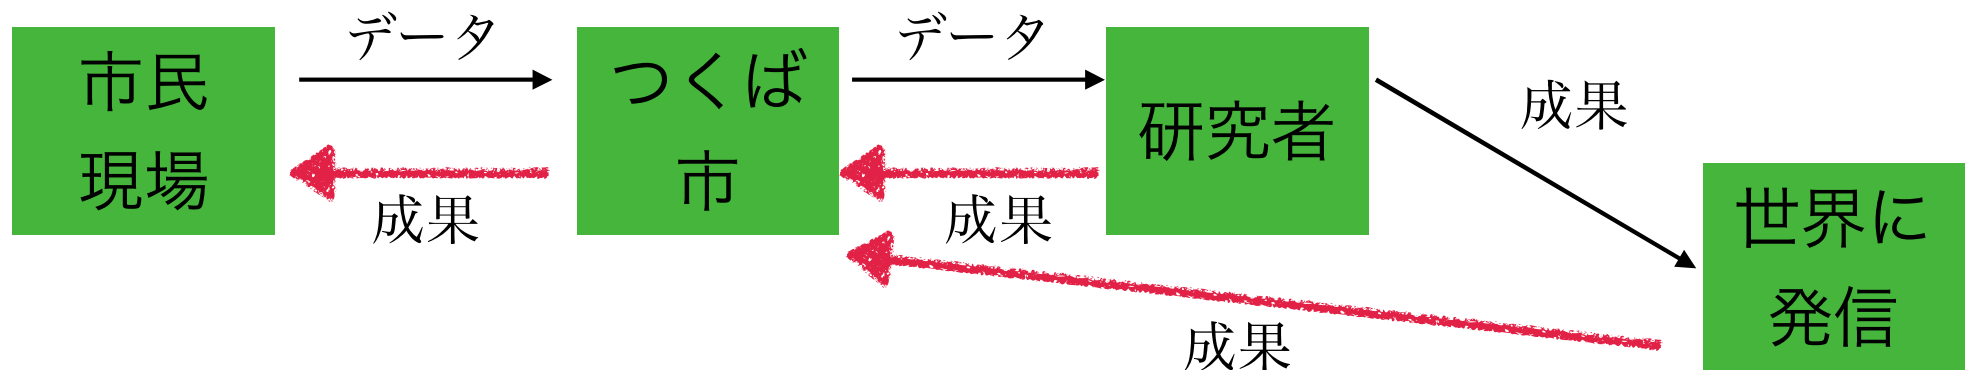 市民
現場
データ
成果
つくば
市
データ
成果
研究者
成果
成果
世界に
発信